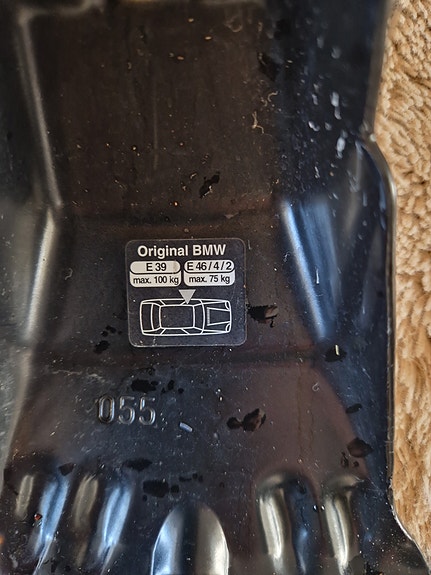 Original BMW
E 39 E 46 / 4 / 2
max. 100 kg max. 75 kg
055